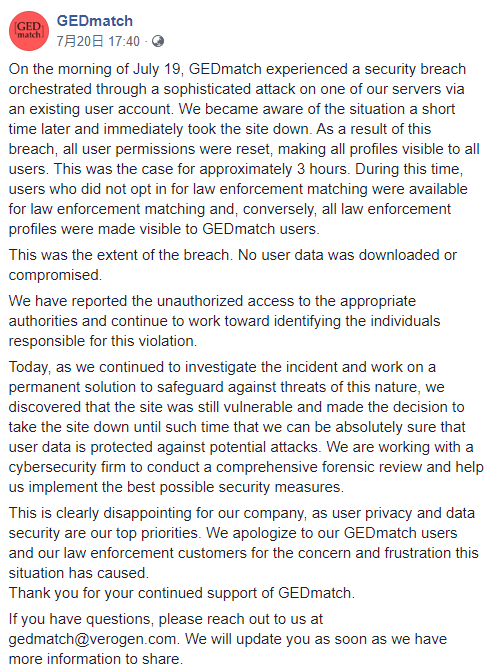 [GED
match]
GEDmatch
7月20日 17:40 ·
On the morning of July 19, GEDmatch experienced a security breach
orchestrated through a sophisticated attack on one of our servers via
an existing user account. We became aware of the situation a short
time later and immediately took the site down. As a result of this
breach, all user permissions were reset, making all profiles visible to all
users. This was the case for approximately 3 hours. During this time,
users who did not opt in for law enforcement matching were available
for law enforcement matching and, conversely, all law enforcement
profiles were made visible to GEDmatch users.
This was the extent of the breach. No user data was downloaded or
compromised.
We have reported the unauthorized access to the appropriate
authorities and continue to work toward identifying the individuals
responsible for this violation.
Today, as we continued to investigate the incident and work on a
permanent solution to safeguard against threats of this nature, we
discovered that the site was still vulnerable and made the decision to
take the site down until such time that we can be absolutely sure that
user data is protected against potential attacks. We are working with a
cybersecurity firm to conduct a comprehensive forensic review and help
us implement the best possible security measures.
This is clearly disappointing for our company, as user privacy and data
security are our top priorities. We apologize to our GEDmatch users
and our law enforcement customers for the concern and frustration this
situation has caused.
Thank you for your continued support of GEDmatch.
If you have questions, please reach out to us at
gedmatch@verogen.com. We will update you as soon as we have
more information to share.